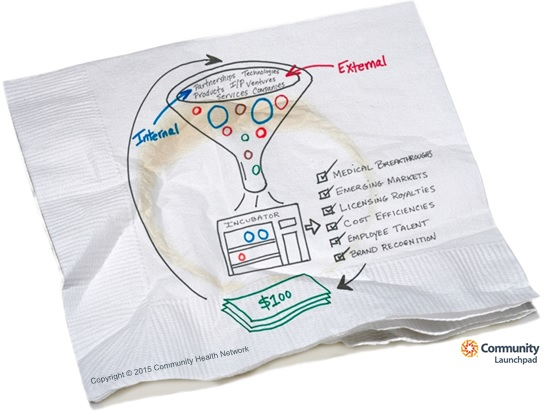 External
Partnerships Technologies
Products I/P Ventures
Services Companies
Internal
INCUBATOR
MEDICAL BREAKTHROUGHS
EMERGING MARKETS
LICENSING ROYALTIES
COST EFFICIENCIES
EMPLOYEE TALENT
BRAND RECOGNITION
$100
Copyright © 2015 Community Health Network
Community
Launchpad